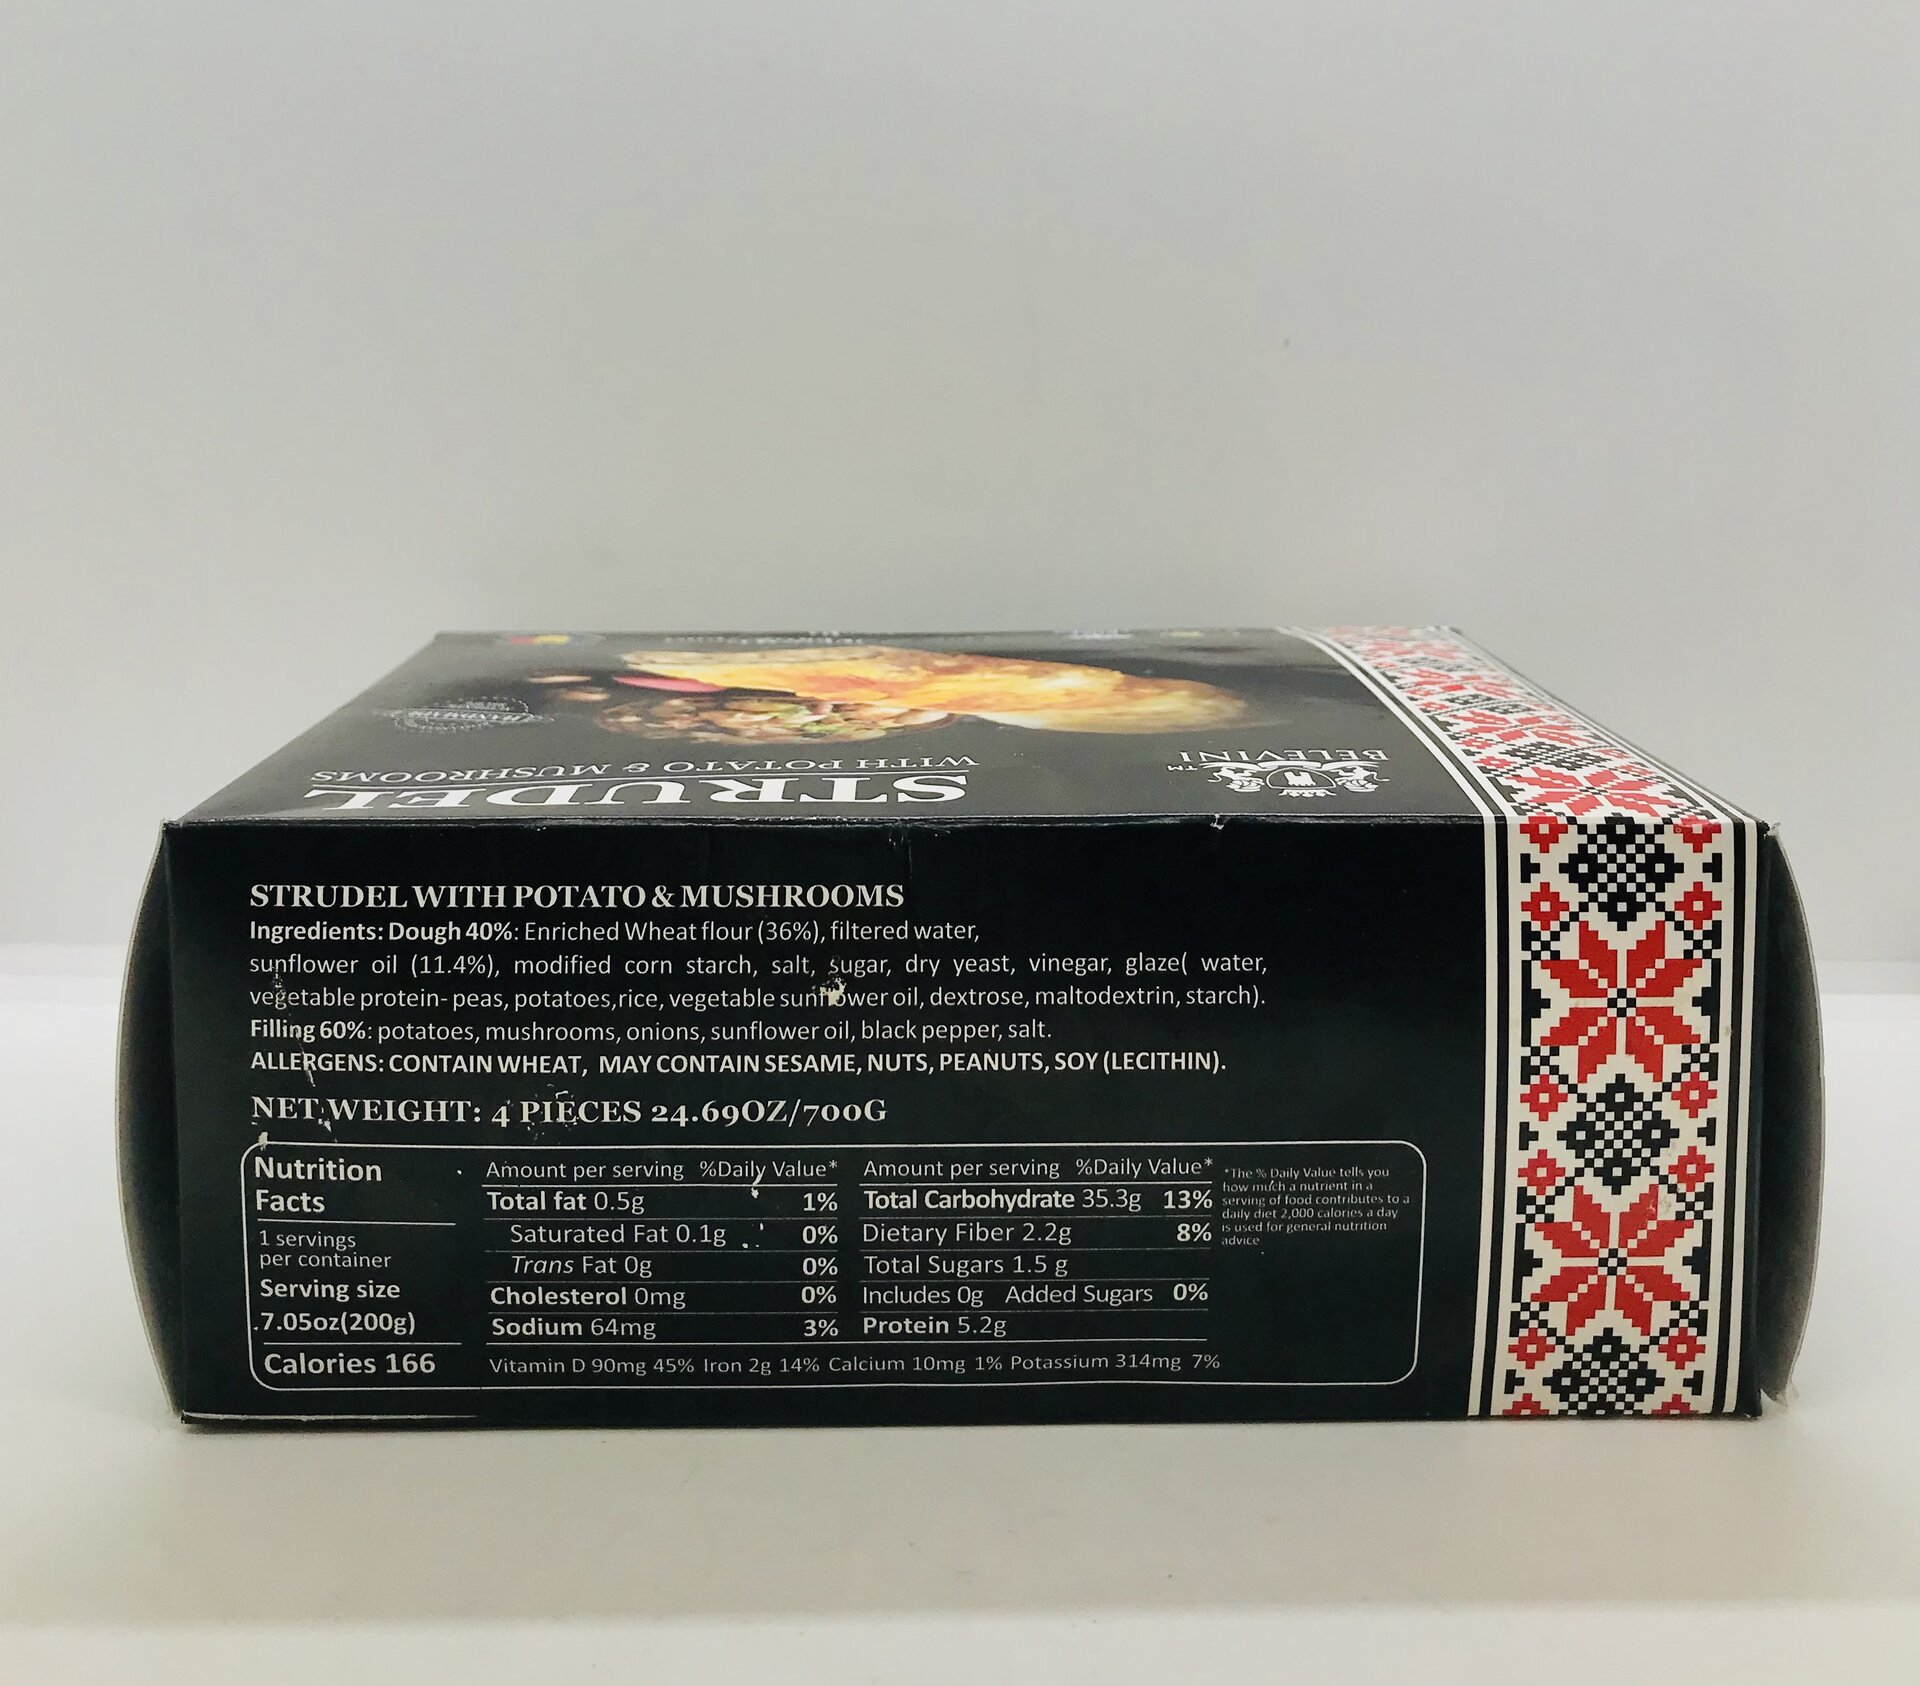 BELEVINI
TM
STRUDEL
WITH POTATO & MUSHROOMS
STRUDEL WITH POTATO & MUSHROOMS
Ingredients: Dough 40%: Enriched Wheat flour (36%), filtered water,
sunflower oil (11.4%), modified corn starch, salt, sugar, dry yeast, vinegar, glaze( water,
vegetable protein- peas, potatoes,rice, vegetable sunflower oil, dextrose, maltodextrin, starch).
Filling 60%: potatoes, mushrooms, onions, sunflower oil, black pepper, salt.
ALLERGENS: CONTAIN WHEAT, MAY CONTAIN SESAME, NUTS, PEANUTS, SOY (LECITHIN).
NET WEIGHT: 4 PIECES 24.69OZ/700G
Nutrition
Facts
1 servings
per container
Serving size
7.05oz(200g)
Calories 166
Amount per serving %Daily Value*
Total fat 0.5g 1%
Saturated Fat 0.1g 0%
Trans Fat 0g 0%
Cholesterol 0mg 0%
Sodium 64mg 3%
Amount per serving %Daily Value*
Total Carbohydrate 35.3g 13%
Dietary Fiber 2.2g 8%
Total Sugars 1.5 g
Includes 0g Added Sugars 0%
Protein 5.2g
Vitamin D 90mg 45% Iron 2g 14% Calcium 10mg 1% Potassium 314mg 7%
*The % Daily Value tells you
how much a nutrient in a
serving of food contributes to a
daily diet 2,000 calories a day
is used for general nutrition
advice